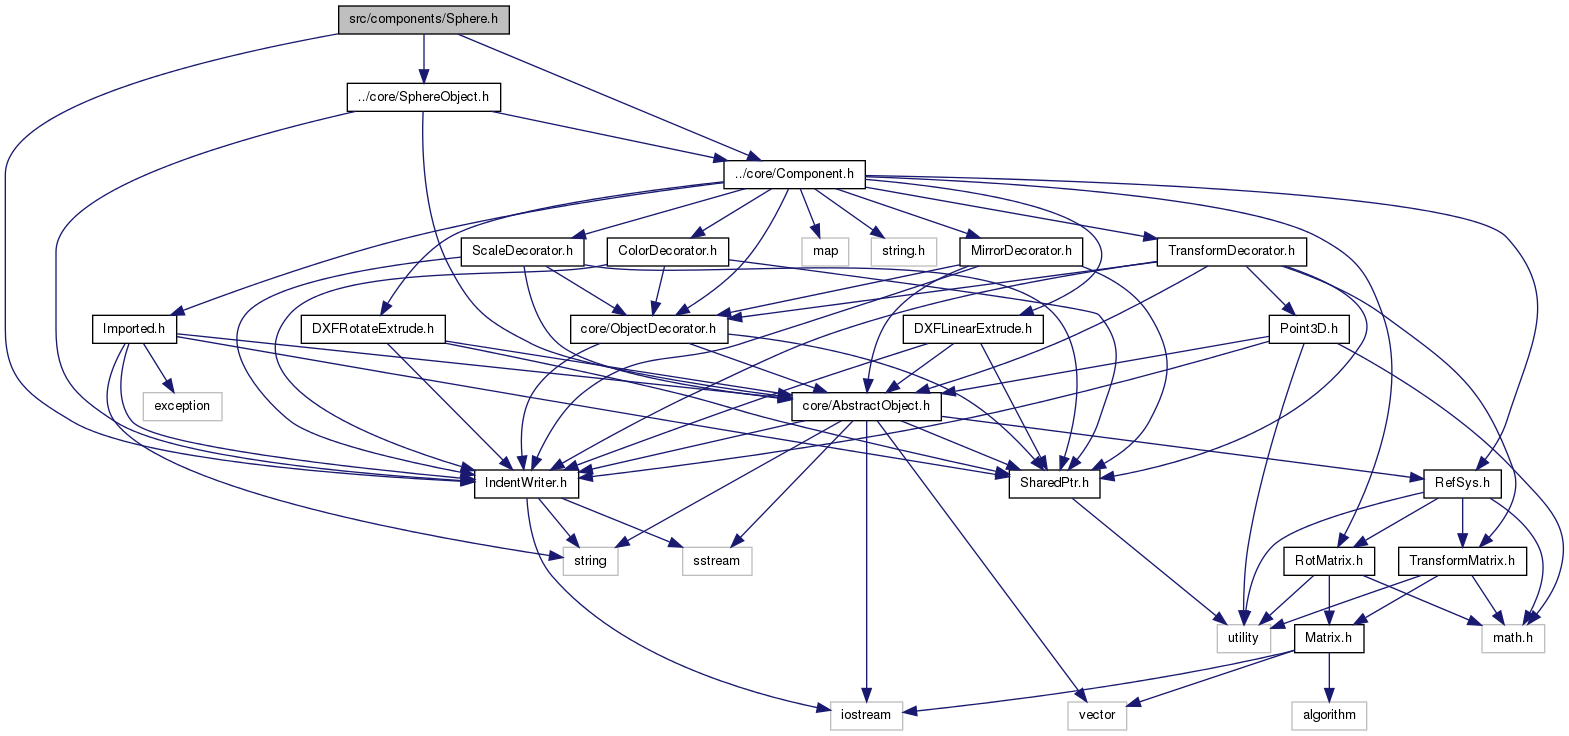 src/components/Sphere.h
../core/SphereObject.h
../core/Component.h
ScaleDecorator.h
ColorDecorator.h
map
string.h
MirrorDecorator.h
TransformDecorator.h
Imported.h
DXFRotateExtrude.h
core/ObjectDecorator.h
DXFLinearExtrude.h
Point3D.h
exception
core/AbstractObject.h
IndentWriter.h
SharedPtr.h
RefSys.h
string
sstream
RotMatrix.h
TransformMatrix.h
utility
Matrix.h
math.h
iostream
vector
algorithm